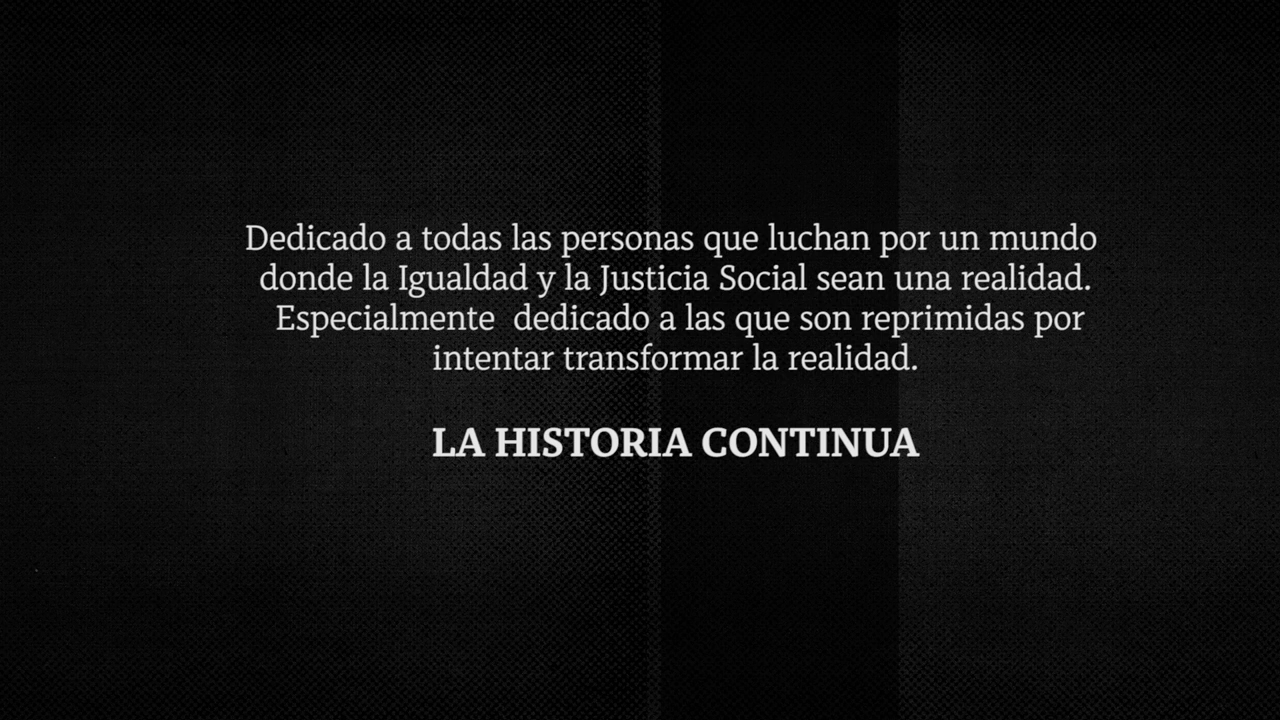 Dedicado a todas las personas que luchan por un mundo
donde la Igualdad y la Justicia Social sean una realidad.
Especialmente  dedicado a las que son reprimidas por
intentar transformar la realidad.
LA HISTORIA CONTINUA